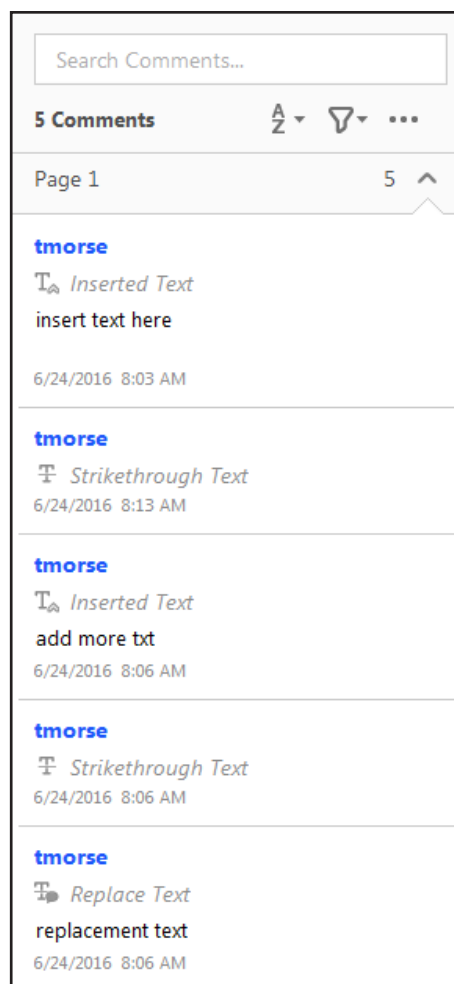 Search Comments...
5 Comments
Page 1 5
tmorse
Inserted Text
insert text here
6/24/2016 8:03 AM
tmorse
Strikethrough Text
6/24/2016 8:13 AM
tmorse
Inserted Text
add more txt
6/24/2016 8:06 AM
tmorse
Strikethrough Text
6/24/2016 8:06 AM
tmorse
Replace Text
replacement text
6/24/2016 8:06 AM